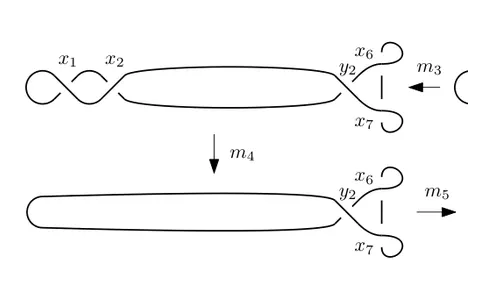 x₁ x₂ y₂ x₆ m₃
x₇
m₄
x₆ y₂ m₅
x₇